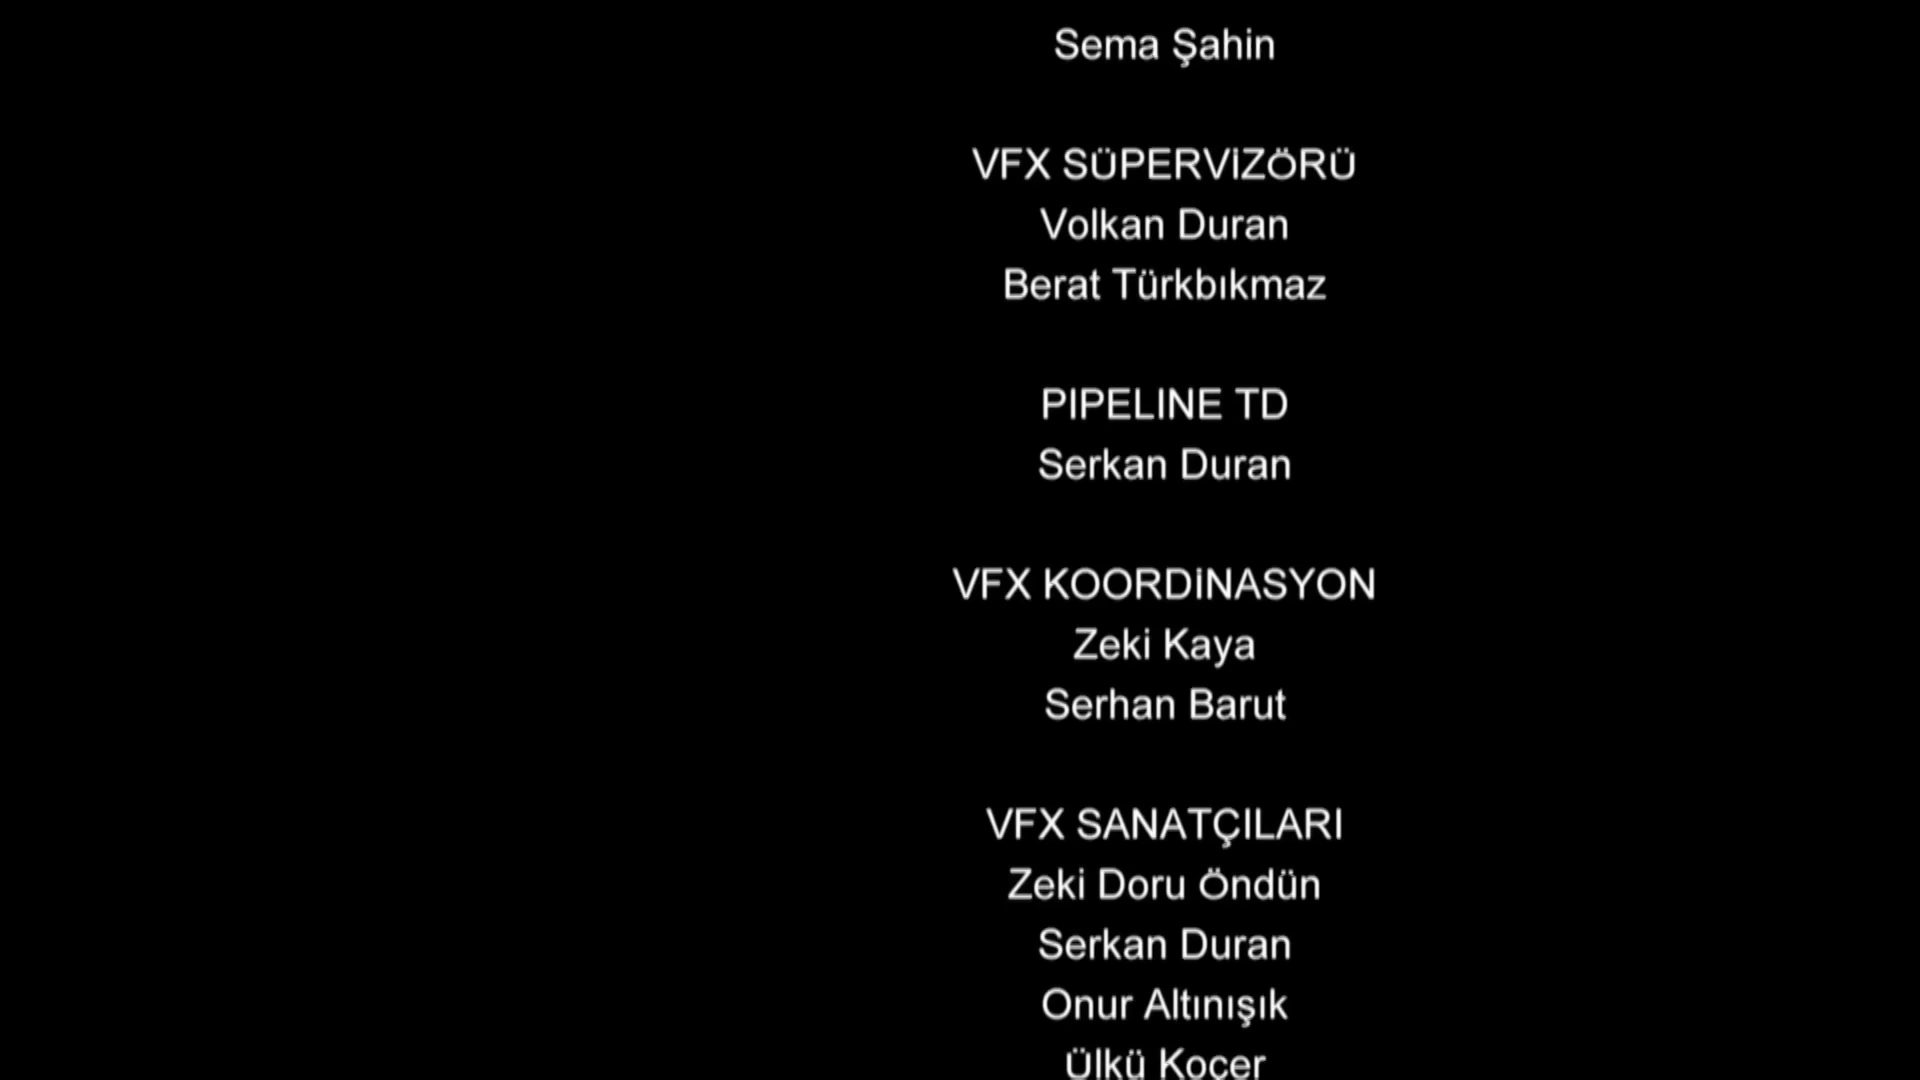 Sema Şahin
VFX SÜPERVİZÖRÜ
Volkan Duran
Berat Türkbıkmaz
PIPELINE TD
Serkan Duran
VFX KOORDİNASYON
Zeki Kaya
Serhan Barut
VFX SANATÇILARI
Zeki Doru Öndün
Serkan Duran
Onur Altınışık
Ülkü Koçer